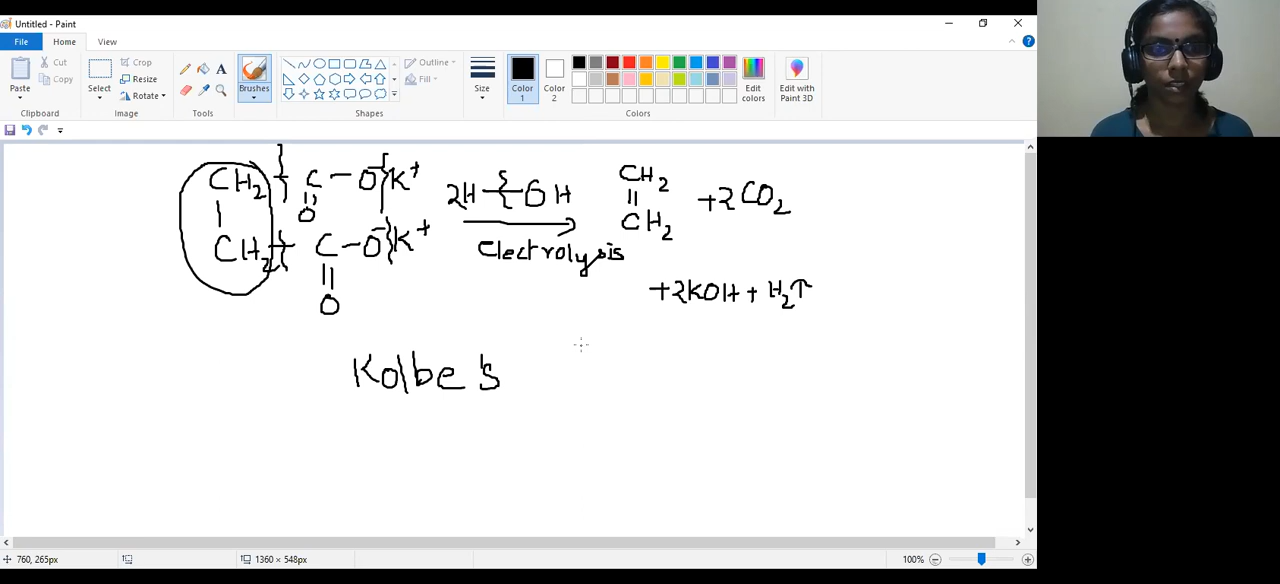 Untitled - Paint
File Home View
Paste Cut Copy Clipboard
Select Crop Resize Rotate Image
A Tools
Brushes
Outline Fill Shapes
Size
Color 1 Color 2 Edit colors Colors
Edit with Paint 3D
CH2 - C - O- K+
O
CH2 - C - O- K+
O
2H - OH
Electrolysis
CH2
||
CH2
+ 2CO2
+ 2KOH + H2↑
Kolbe's
760, 265px 1360 × 548px 100%